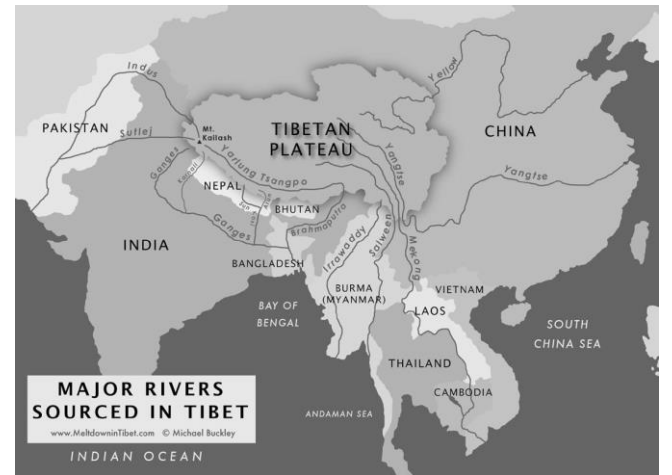 Indus
Yellow
PAKISTAN
Sutlej
Mt.
Kailash
TIBETAN
PLATEAU
CHINA
Ganges
Yarlung Tsangpo
Yangtse
Yangtse
NEPAL
BHUTAN
Ganges
Brahmaputra
Irrawaddy
Salween
Mekong
INDIA
BANGLADESH
BURMA
(MYANMAR)
VIETNAM
LAOS
BAY OF
BENGAL
SOUTH
CHINA SEA
THAILAND
CAMBODIA
ANDAMAN SEA
MAJOR RIVERS
SOURCED IN TIBET
www.MeltdowninTibet.com © Michael Buckley
INDIAN OCEAN